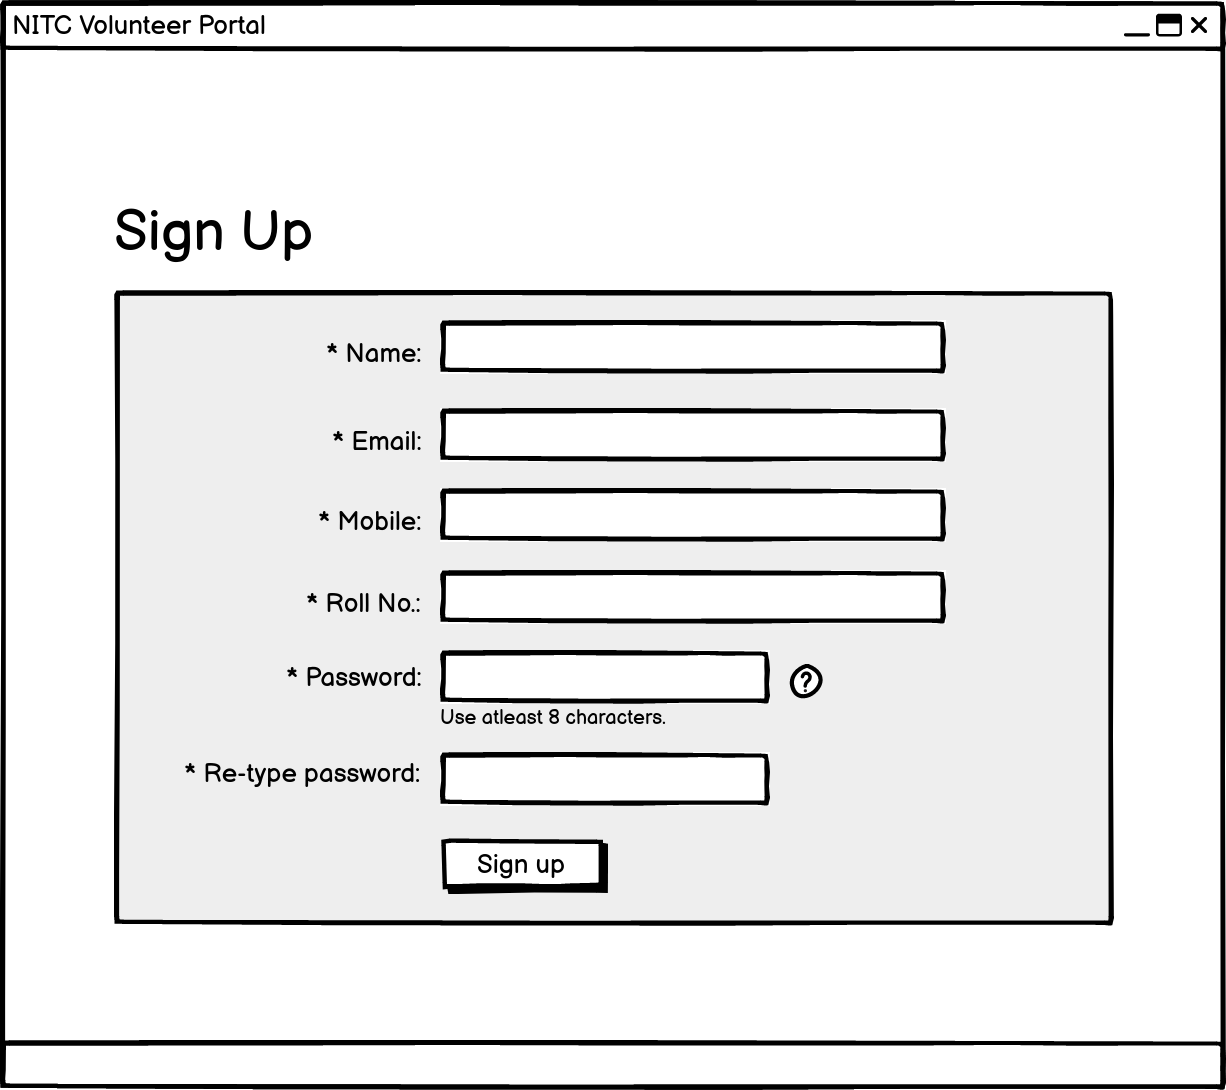 NITC Volunteer Portal
Sign Up
* Name:
* Email:
* Mobile:
* Roll No.:
* Password:
?
Use atleast 8 characters.
* Re-type password:
Sign up